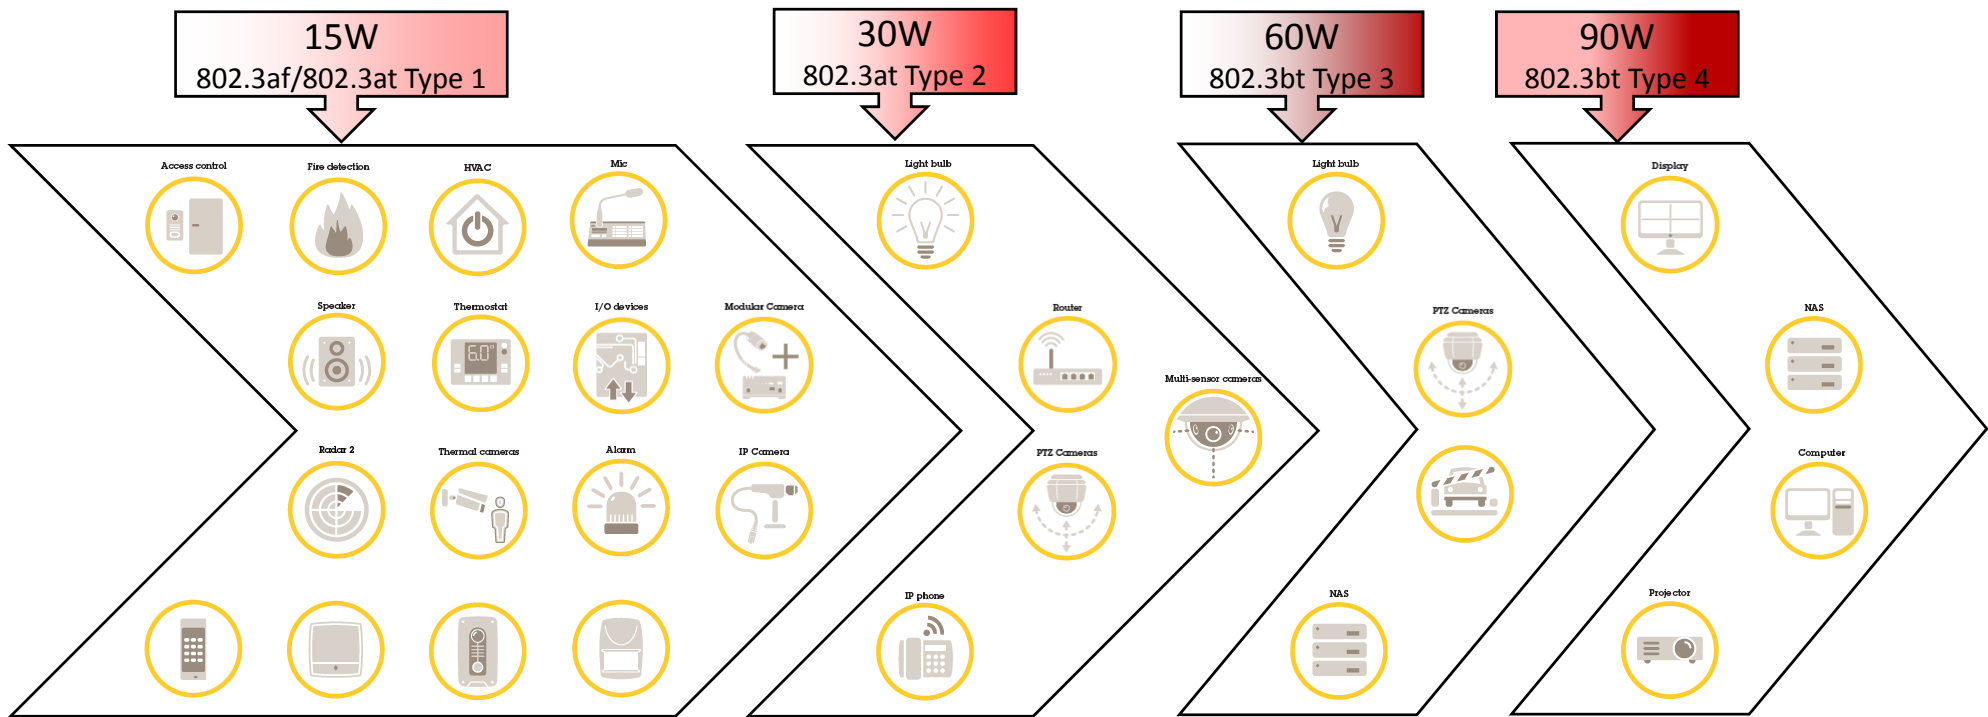 15W
802.3af/802.3at Type 1
30W
802.3at Type 2
60W
802.3bt Type 3
90W
802.3bt Type 4
Access control
Fire detection
HVAC
Mic
Speaker
Thermostat
6.0°
I/O devices
Modular Camera
Radar 2
Thermal cameras
Alarm
IP Camera
Light bulb
Router
Multi-sensor cameras
PTZ Cameras
IP phone
Light bulb
PTZ Cameras
NAS
Display
NAS
Computer
Projector